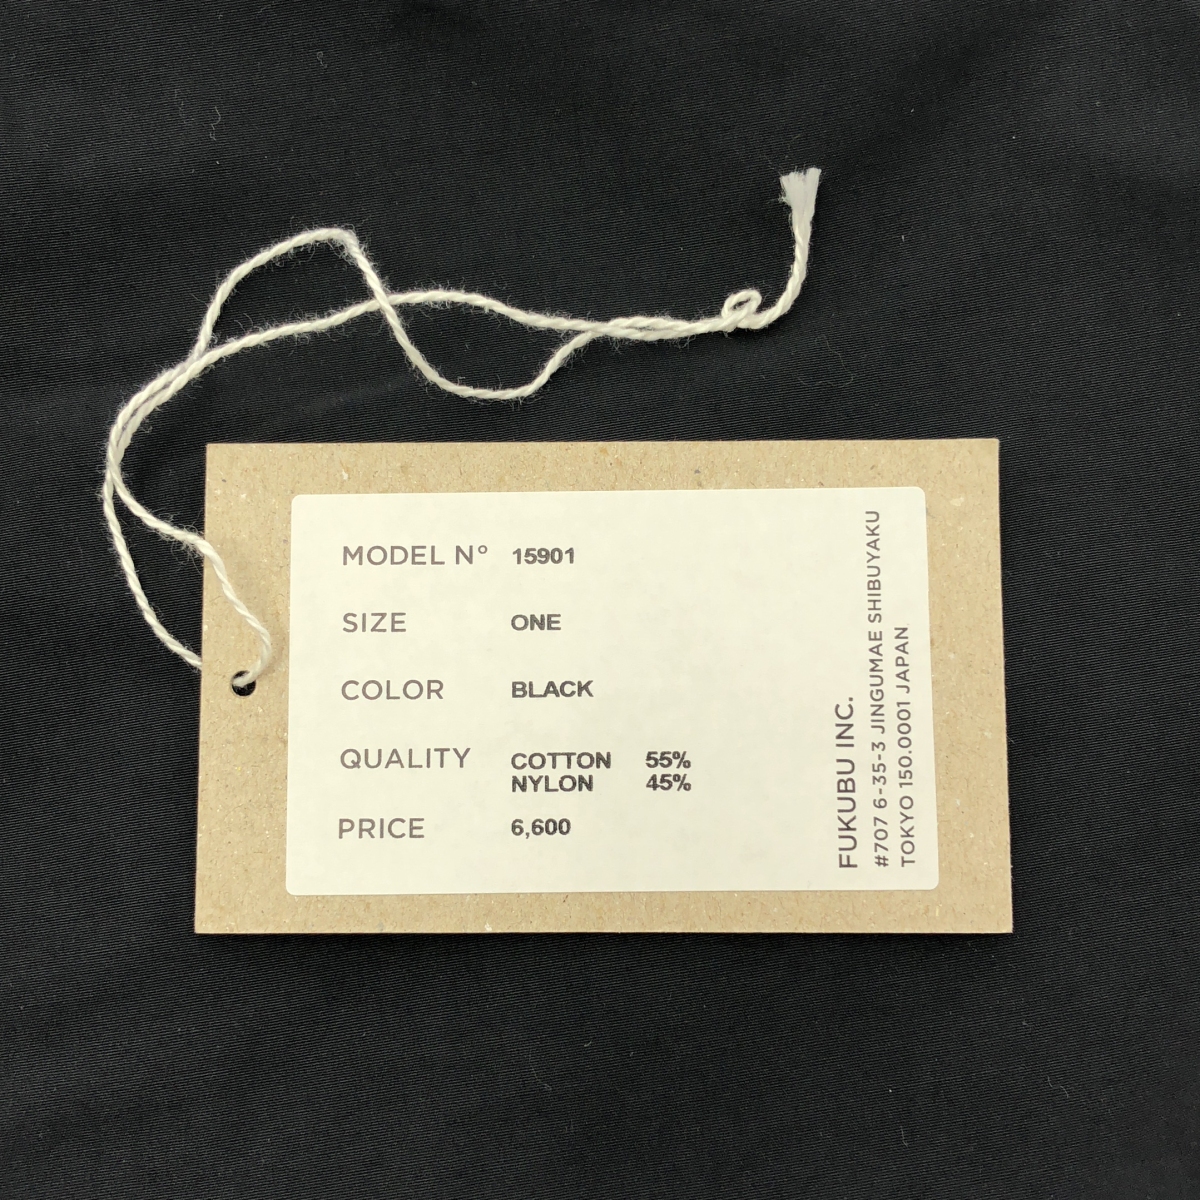 MODEL N° 15901
SIZE ONE
COLOR BLACK
QUALITY COTTON 55%
NYLON 45%
PRICE 6,600
FUKUBU INC.
#707 6-35-3 JINGUMAE SHIBUYAKU
TOKYO 150.0001 JAPAN